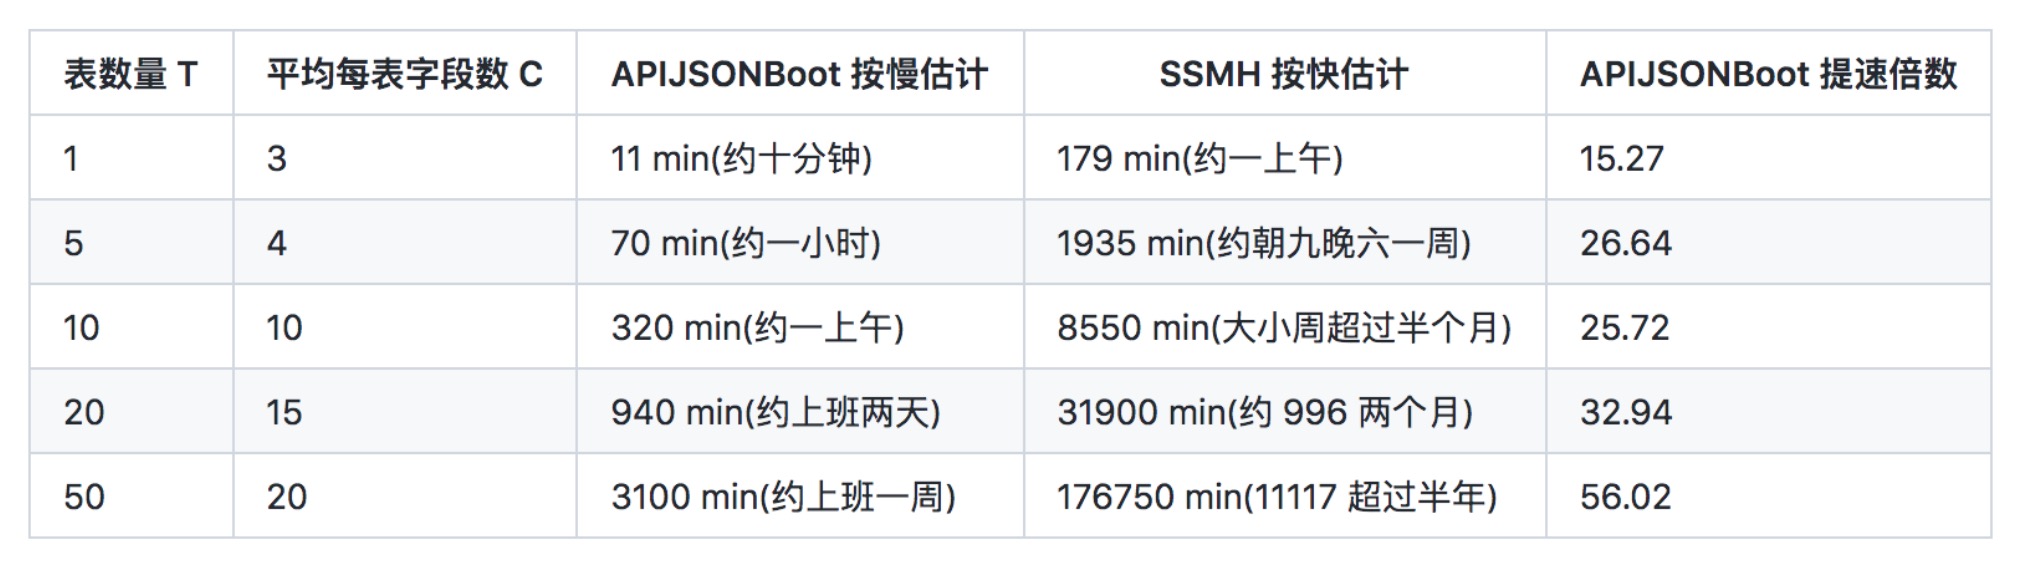 表数量 T 平均每表字段数 C APIJSONBoot 按慢估计 SSMH 按快估计 APIJSONBoot 提速倍数
1 3 11 min(约十分钟) 179 min(约一上午) 15.27
5 4 70 min(约一小时) 1935 min(约朝九晚六一周) 26.64
10 10 320 min(约一上午) 8550 min(大小周超过半个月) 25.72
20 15 940 min(约上班两天) 31900 min(约 996 两个月) 32.94
50 20 3100 min(约上班一周) 176750 min(11117 超过半年) 56.02